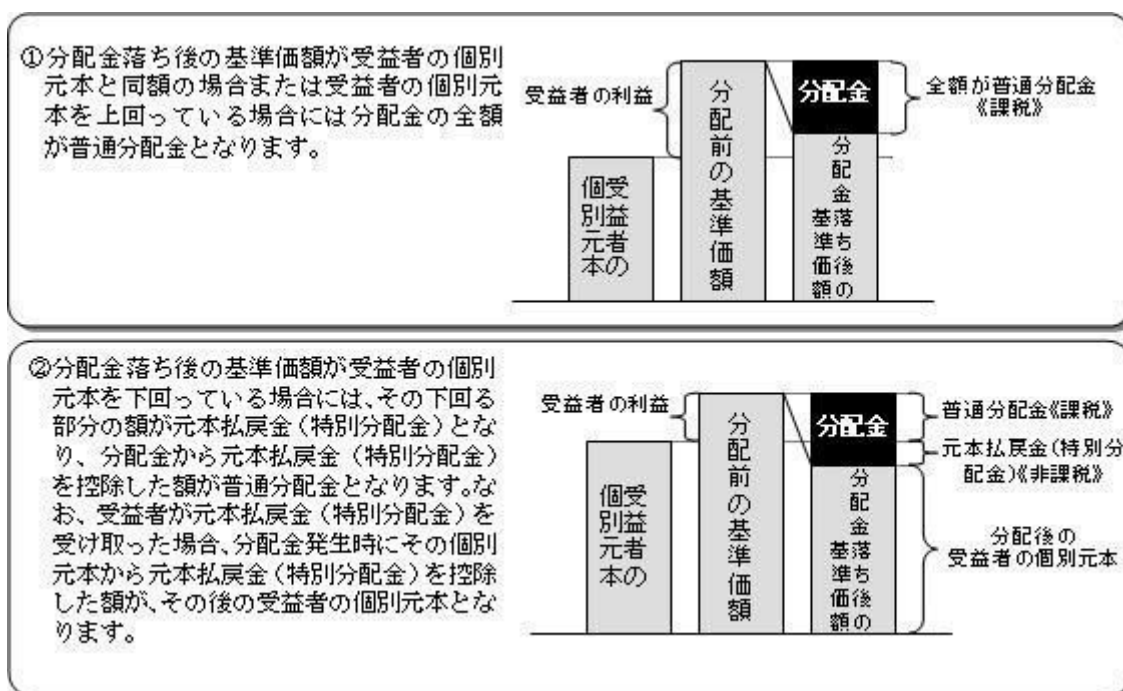 ①分配金落ち後の基準価額が受益者の個別
元本と同額の場合または受益者の個別元
本を上回っている場合には分配金の全額
が普通分配金となります。
受益者の利益
受益者の
個別元本
分配前の基準価額
分配金
分配金落ち後の
基準価額
全額が普通分配金
《課税》
②分配金落ち後の基準価額が受益者の個別
元本を下回っている場合には、その下回る
部分の額が元本払戻金（特別分配金）とな
り、分配金から元本払戻金（特別分配金）
を控除した額が普通分配金となります。な
お、受益者が元本払戻金（特別分配金）を
受け取った場合、分配金発生時にその個別
元本から元本払戻金（特別分配金）を控除
した額が、その後の受益者の個別元本とな
ります。
受益者の利益
受益者の
個別元本
分配前の基準価額
分配金
分配金落ち後の
基準価額
普通分配金《課税》
元本払戻金（特別分
配金）《非課税》
分配後の
受益者の個別元本